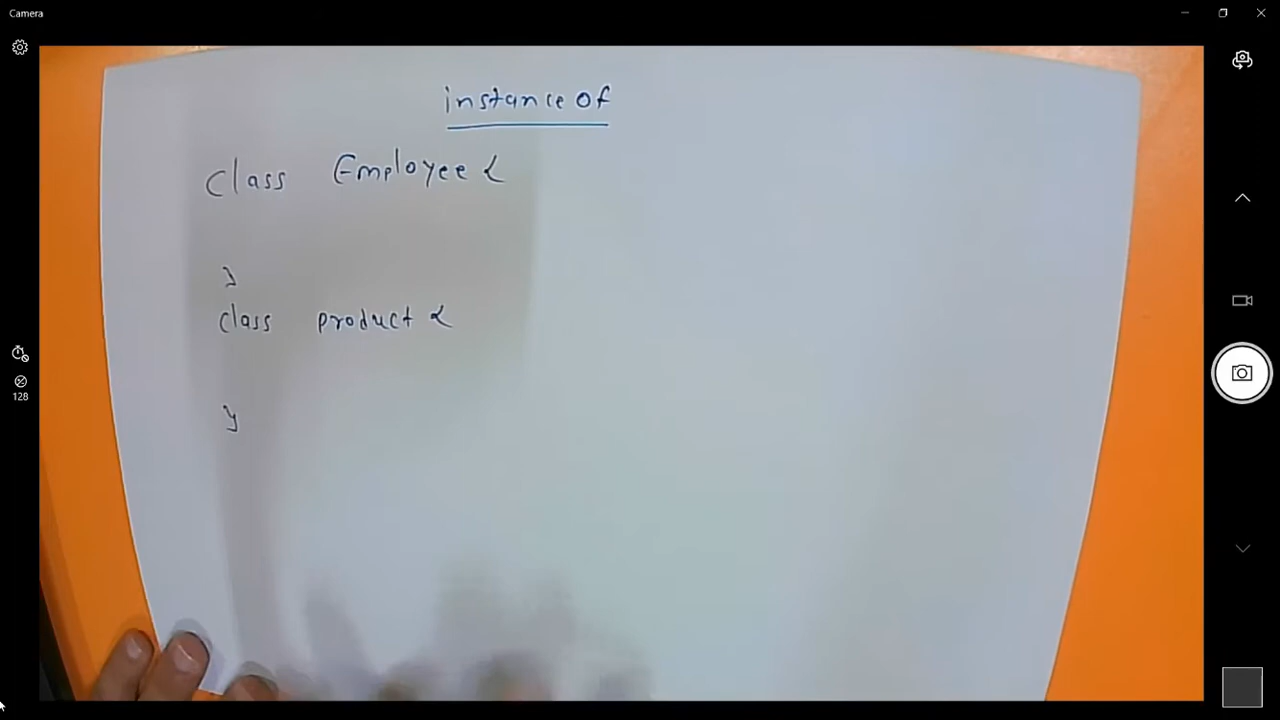 Camera
instance of
class Employee {
}
class product {
}
128